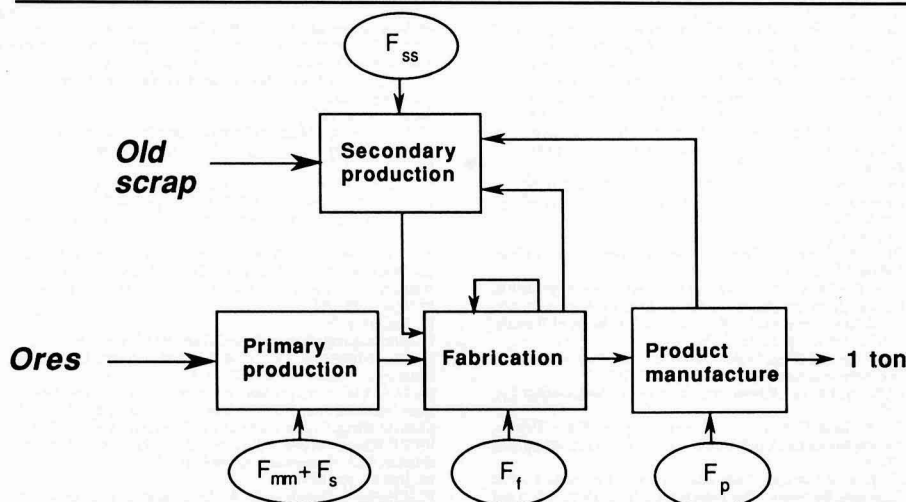 F_ss
Old
scrap
Secondary
production
Ores
Primary
production
Fabrication
Product
manufacture
1 ton
F_mm + F_s
F_f
F_p